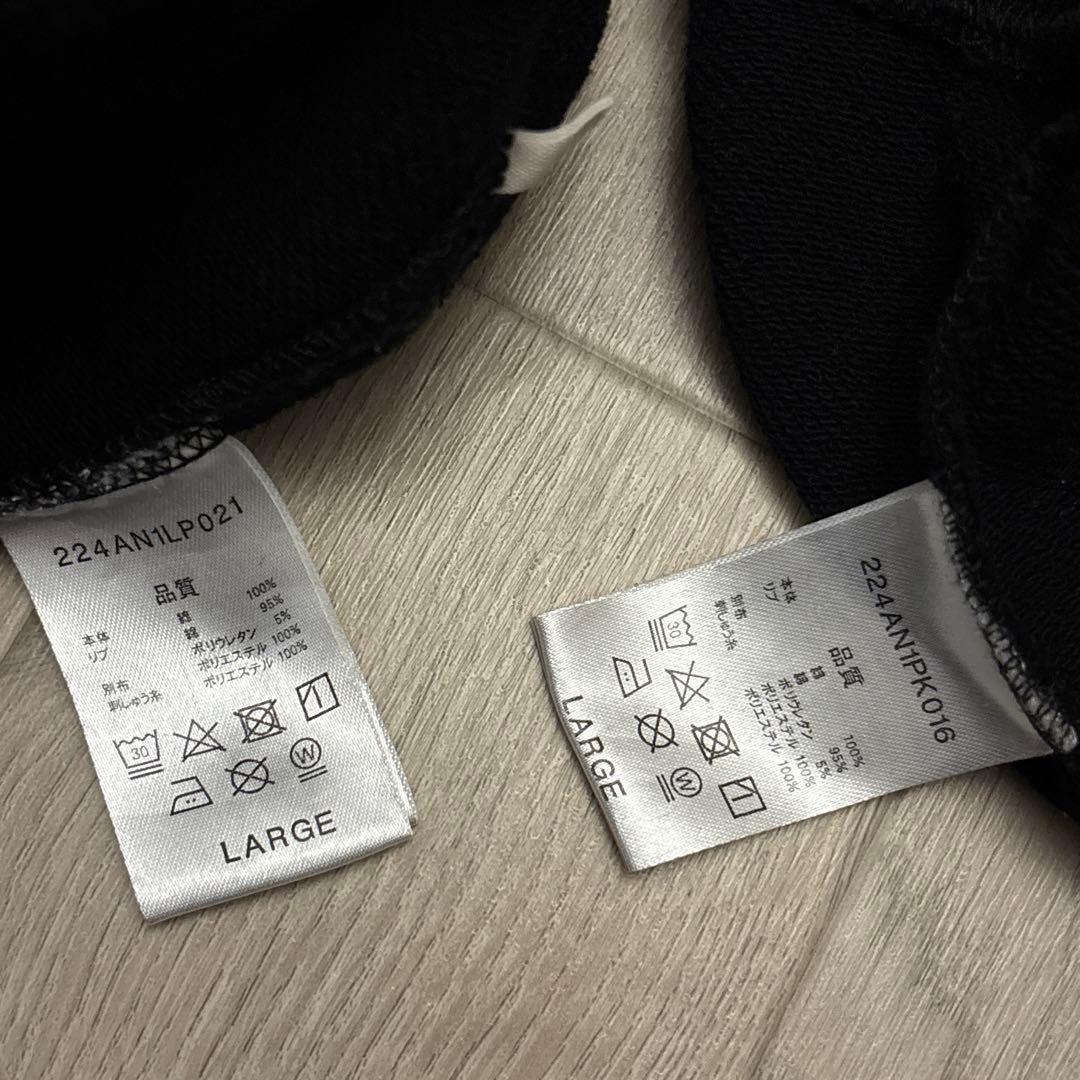 224AN1LP021
品質
本体 綿 100%
リブ 綿 95%
ポリウレタン 5%
別布 ポリエステル 100%
刺しゅう糸 ポリエステル 100%
30
W
LARGE
224AN1PK016
品質
本体 綿 100%
リブ 綿 95%
ポリウレタン 5%
別布 ポリエステル 100%
刺しゅう糸 ポリエステル 100%
30
W
LARGE